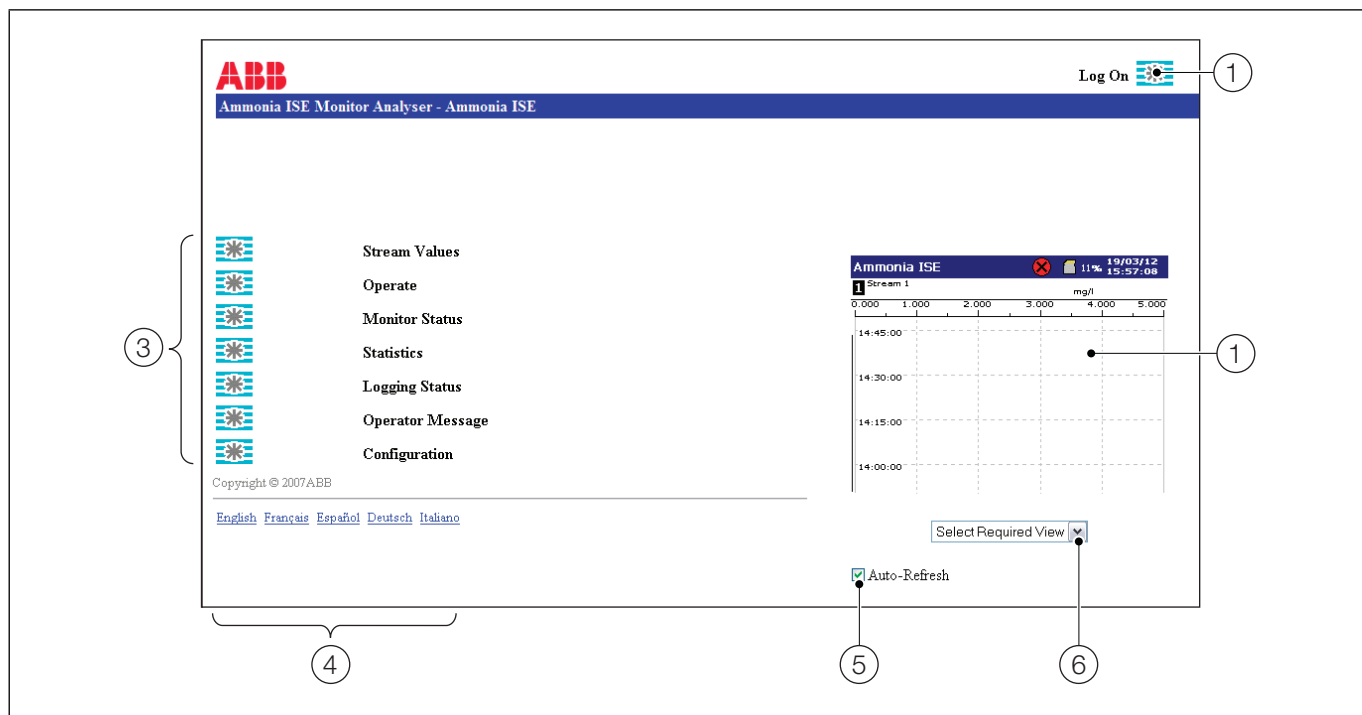 ABB
Log On
1
Ammonia ISE Monitor Analyser - Ammonia ISE
3
Stream Values
Operate
Monitor Status
Statistics
Logging Status
Operator Message
Configuration
Copyright © 2007ABB
English Français Español Deutsch Italiano
4
Ammonia ISE 11% 19/03/12
15:57:08
1 Stream 1
mg/l
0.000 1.000 2.000 3.000 4.000 5.000
14:45:00
1
14:30:00
14:15:00
14:00:00
Select Required View
Auto-Refresh
5
6